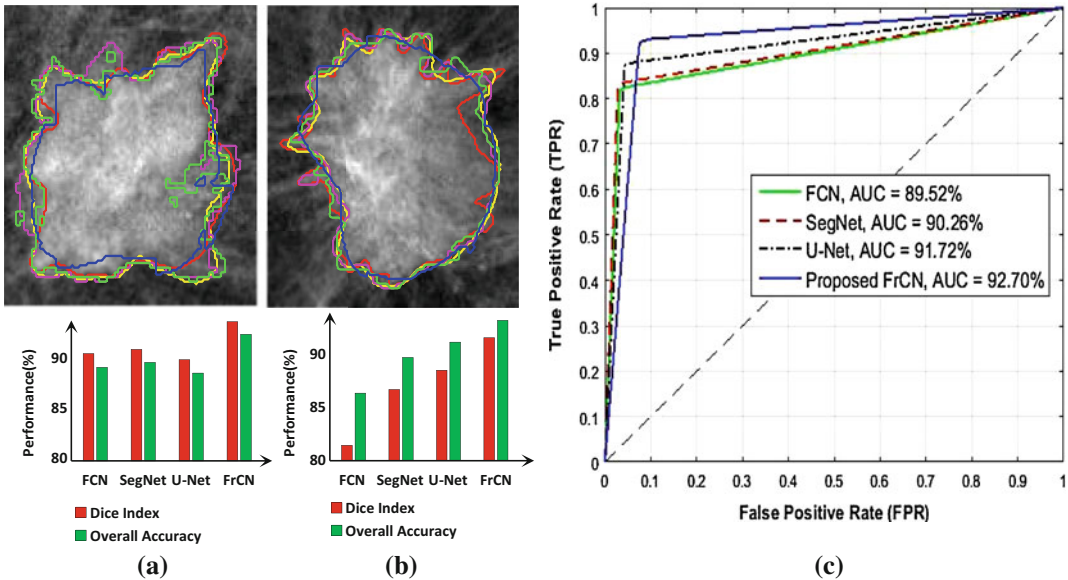 Performance(%)
90
85
80
FCN SegNet U-Net FrCN
Dice Index
Overall Accuracy
(a)
Performance(%)
90
85
80
FCN SegNet U-Net FrCN
Dice Index
Overall Accuracy
(b)
True Positive Rate (TPR)
1
0.9
0.8
0.7
0.6
0.5
0.4
0.3
0.2
0.1
0
FCN, AUC = 89.52%
SegNet, AUC = 90.26%
U-Net, AUC = 91.72%
Proposed FrCN, AUC = 92.70%
0 0.1 0.2 0.3 0.4 0.5 0.6 0.7 0.8 0.9 1
False Positive Rate (FPR)
(c)